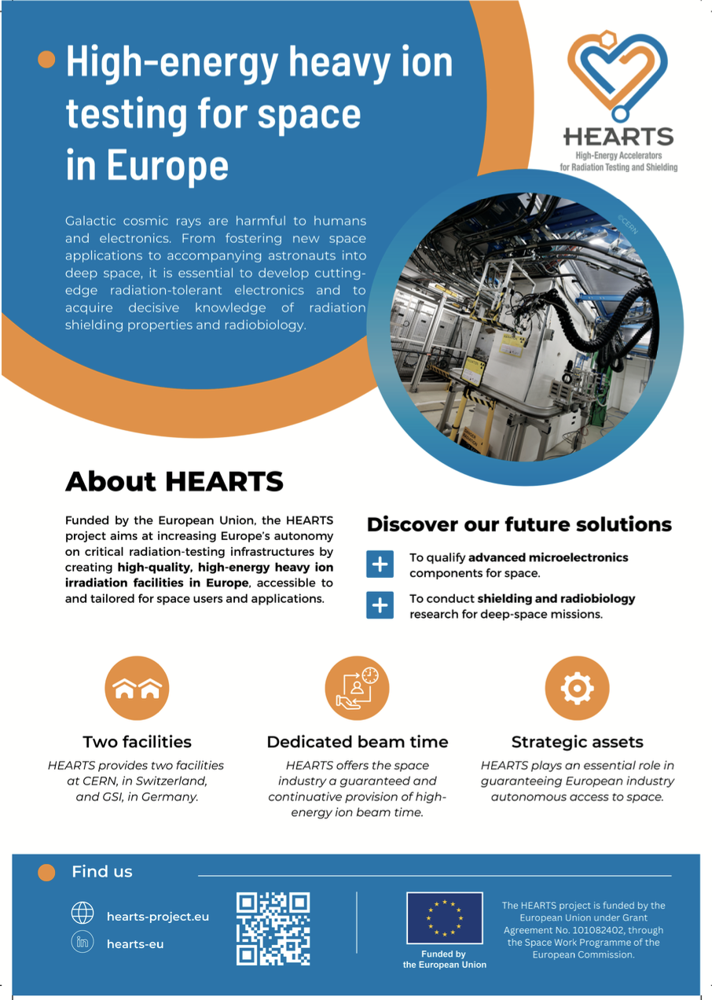 High-energy heavy ion
testing for space
in Europe
HEARTS
High-Energy Accelerators
for Radiation Testing and Shielding
Galactic cosmic rays are harmful to humans
and electronics. From fostering new space
applications to accompanying astronauts into
deep space, it is essential to develop cutting-
edge radiation-tolerant electronics and to
acquire decisive knowledge of radiation
shielding properties and radiobiology.
©CERN
About HEARTS
Funded by the European Union, the HEARTS
project aims at increasing Europe's autonomy
on critical radiation-testing infrastructures by
creating high-quality, high-energy heavy ion
irradiation facilities in Europe, accessible to
and tailored for space users and applications.
Discover our future solutions
To qualify advanced microelectronics
components for space.
To conduct shielding and radiobiology
research for deep-space missions.
Two facilities
HEARTS provides two facilities
at CERN, in Switzerland,
and GSI, in Germany.
Dedicated beam time
HEARTS offers the space
industry a guaranteed and
continuative provision of high-
energy ion beam time.
Strategic assets
HEARTS plays an essential role in
guaranteeing European industry
autonomous access to space.
Find us
hearts-project.eu
in
hearts-eu
Funded by
the European Union
The HEARTS project is funded by the
European Union under Grant
Agreement No. 101082402, through
the Space Work Programme of the
European Commission.